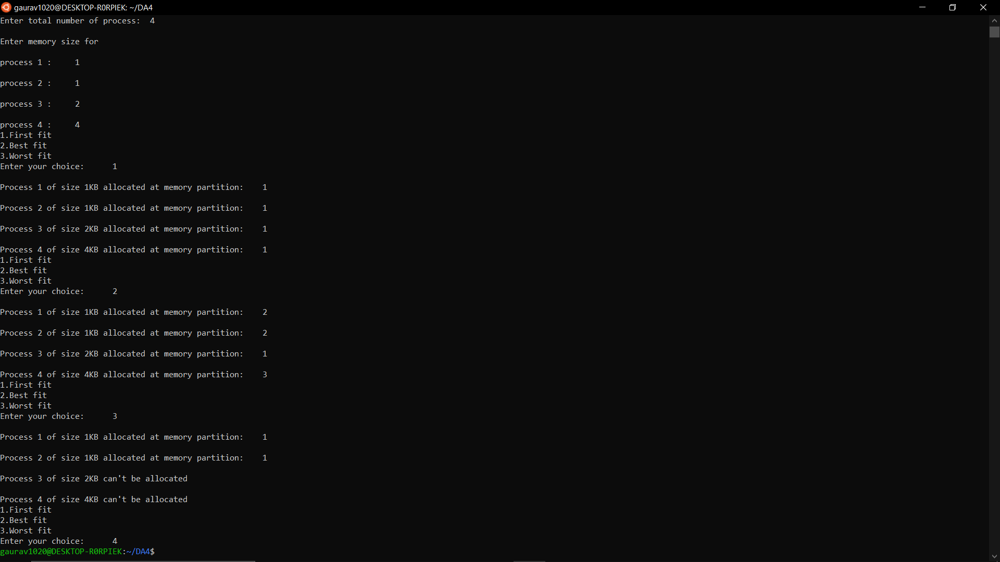 gaurav1020@DESKTOP-R0RPIEK: ~/DA4
Enter total number of process:  4
Enter memory size for
process 1 :     1
process 2 :     1
process 3 :     2
process 4 :     4
1.First fit
2.Best fit
3.Worst fit
Enter your choice:      1
Process 1 of size 1KB allocated at memory partition:    1
Process 2 of size 1KB allocated at memory partition:    1
Process 3 of size 2KB allocated at memory partition:    1
Process 4 of size 4KB allocated at memory partition:    1
1.First fit
2.Best fit
3.Worst fit
Enter your choice:      2
Process 1 of size 1KB allocated at memory partition:    2
Process 2 of size 1KB allocated at memory partition:    2
Process 3 of size 2KB allocated at memory partition:    1
Process 4 of size 4KB allocated at memory partition:    3
1.First fit
2.Best fit
3.Worst fit
Enter your choice:      3
Process 1 of size 1KB allocated at memory partition:    1
Process 2 of size 1KB allocated at memory partition:    1
Process 3 of size 2KB can't be allocated
Process 4 of size 4KB can't be allocated
1.First fit
2.Best fit
3.Worst fit
Enter your choice:      4
gaurav1020@DESKTOP-R0RPIEK:~/DA4$